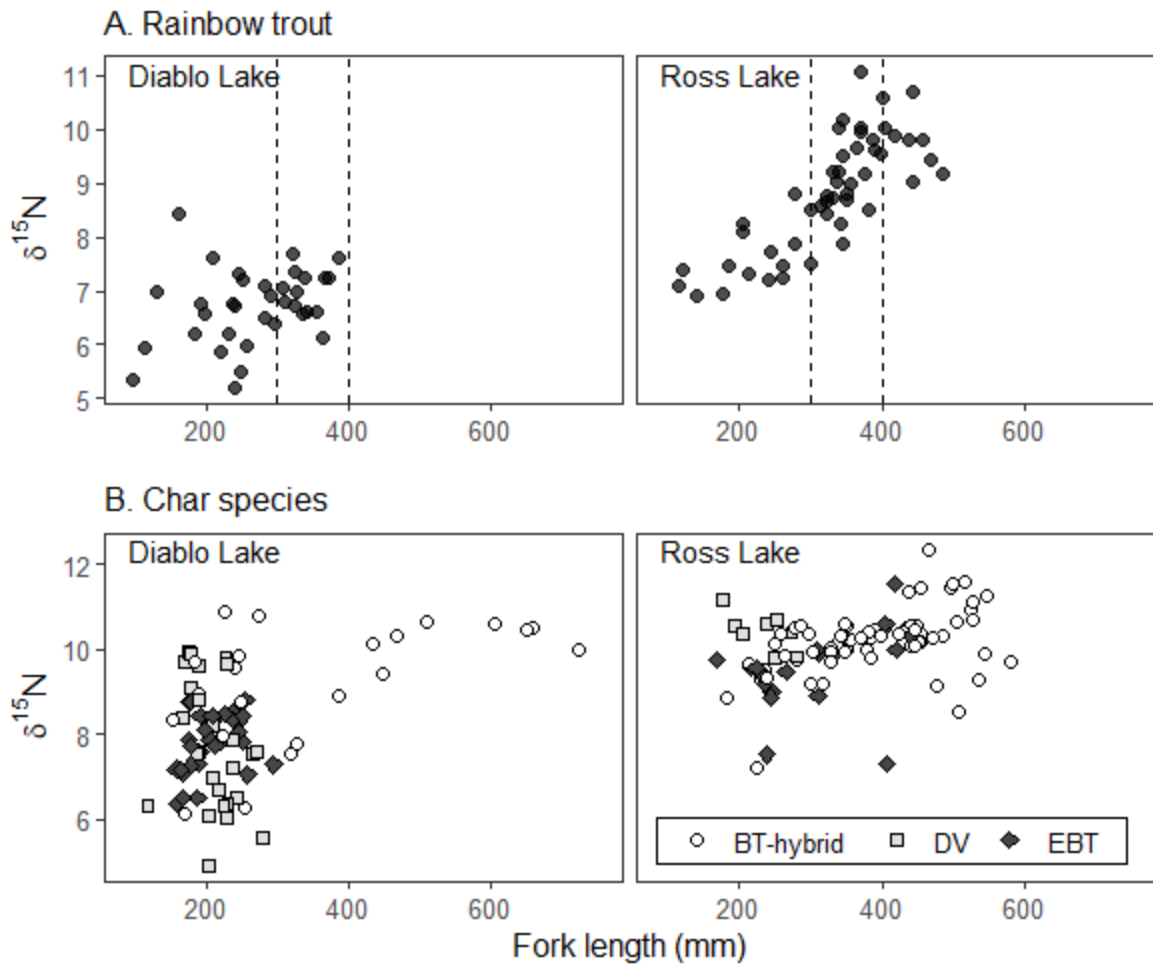 A. Rainbow trout
Diablo Lake
Ross Lake
11
10
9
8
7
6
5
δ15N
200 400 600
200 400 600
B. Char species
Diablo Lake
Ross Lake
12
10
8
6
δ15N
BT-hybrid DV EBT
200 400 600
200 400 600
Fork length (mm)